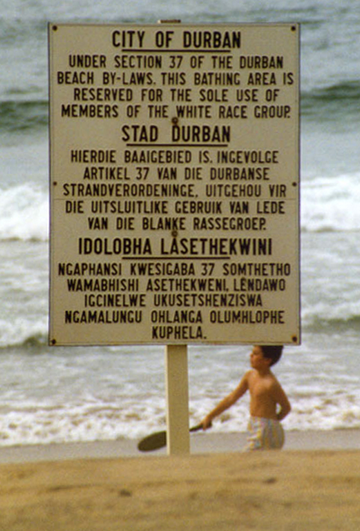 CITY OF DURBAN
UNDER SECTION 37 OF THE DURBAN
BEACH BY-LAWS. THIS BATHING AREA IS
RESERVED FOR THE SOLE USE OF
MEMBERS OF THE WHITE RACE GROUP.
STAD DURBAN
HIERDIE BAAIGEBIED IS, INGEVOLGE
ARTIKEL 37 VAN DIE DURBANSE
STRANDVERORDENINGE, UITGEHOU VIR
DIE UITSLUITLIKE GEBRUIK VAN LEDE
VAN DIE BLANKE RASSEGROEP.
IDOLOBHA LASETHEKWINI
NGAPHANSI KWESIGABA 37 SOMTHETHO
WAMABHISHI ASETHEKWENI, LENDAWO
IGCINELWE UKUSETSHENZISWA
NGAMALUNGU OHLANGA OLUMHLOPHE
KUPHELA.